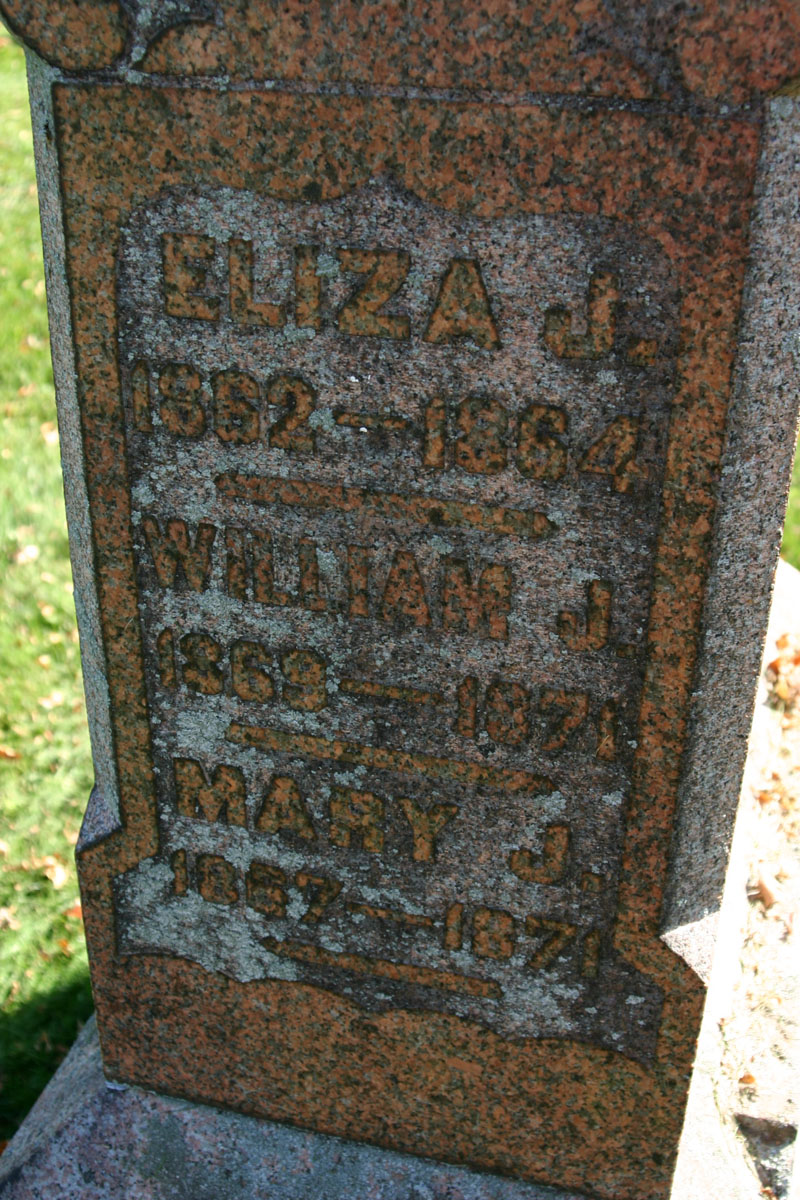 ELIZA J.
1862—1864
WILLIAM J.
1869—1871
MARY J.
1867—1871